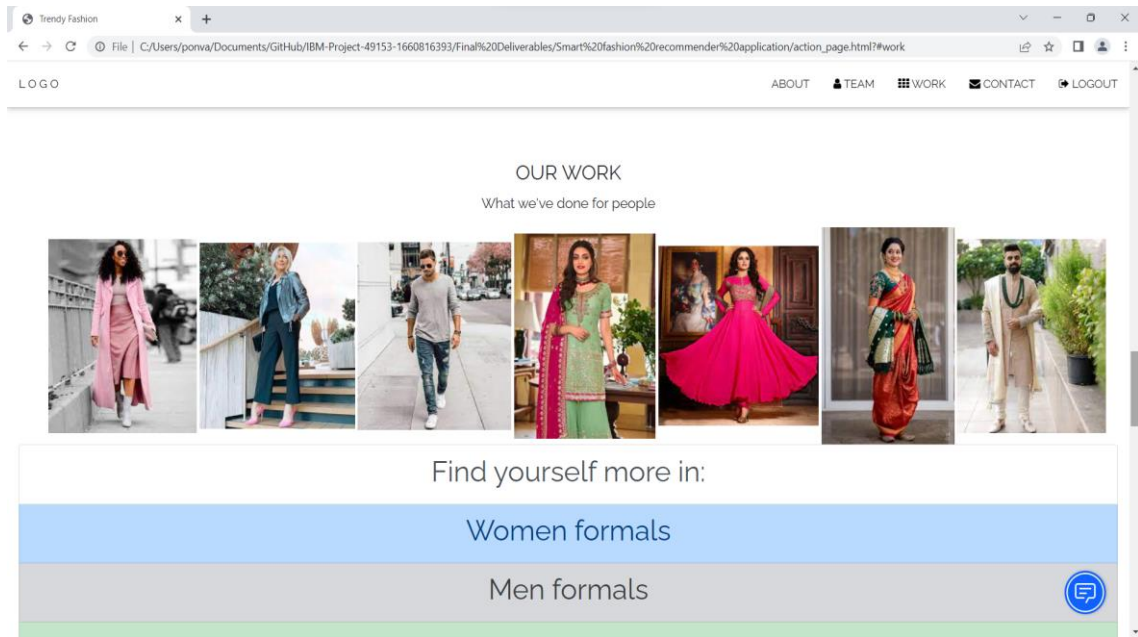 Trendy Fashion
File | C:/Users/ponva/Documents/GitHub/IBM-Project-49153-1660816393/Final%20Deliverables/Smart%20fashion%20recommender%20application/action_page.html?#work
LOGO ABOUT TEAM WORK CONTACT LOGOUT
OUR WORK
What we've done for people
Find yourself more in:
Women formals
Men formals